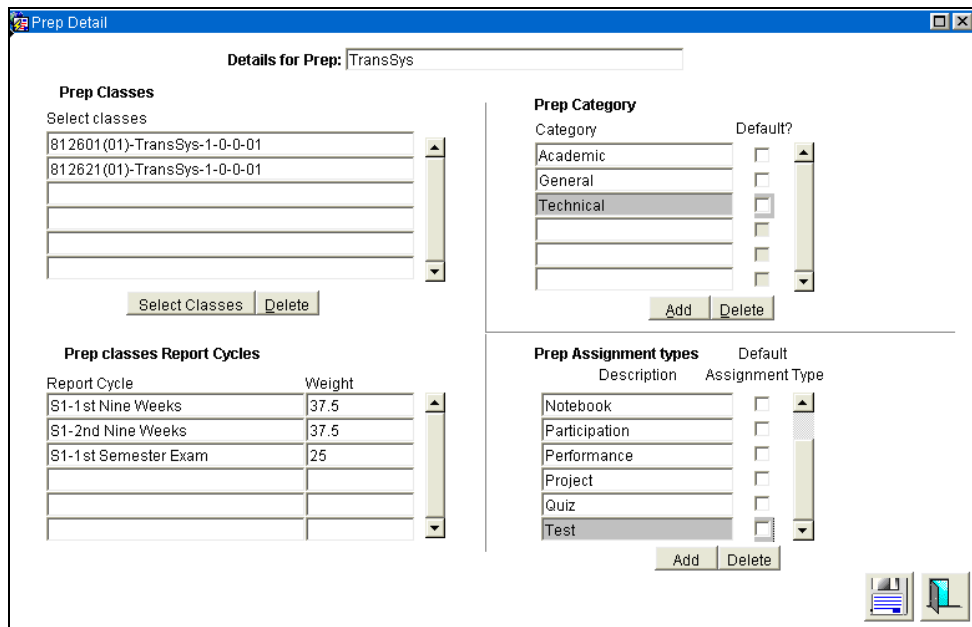 Prep Detail
Details for Prep: TransSys
Prep Classes
Select classes
812601(01)-TransSys-1-0-0-01
812621(01)-TransSys-1-0-0-01
Select Classes Delete
Prep Category
Category Default?
Academic
General
Technical
Add Delete
Prep classes Report Cycles
Report Cycle Weight
S1-1st Nine Weeks 37.5
S1-2nd Nine Weeks 37.5
S1-1st Semester Exam 25
Prep Assignment types Default
Description Assignment Type
Notebook
Participation
Performance
Project
Quiz
Test
Add Delete